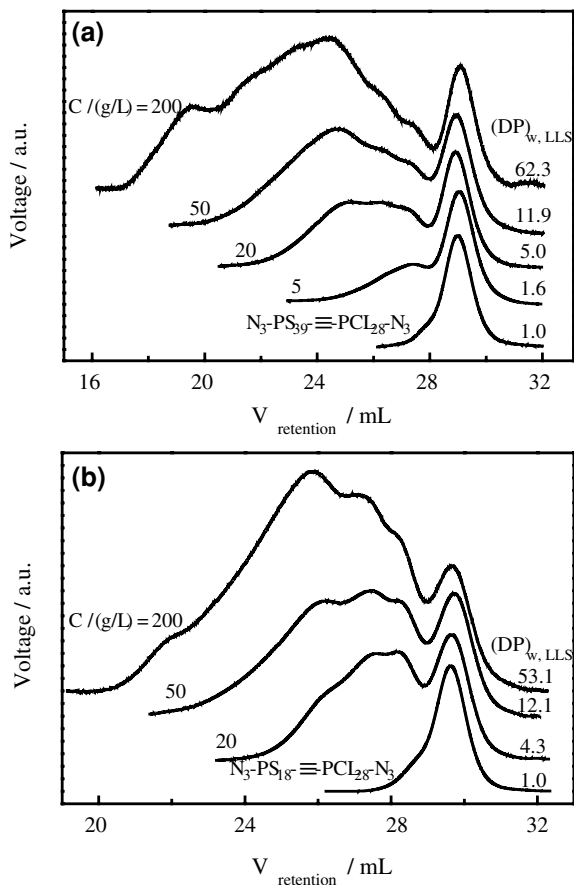 (a)
C / (g/L) = 200
(DP)w, LLS
62.3
50
11.9
20
5.0
5
1.6
N3-PS39-≡-PCL28-N3
1.0
Voltage / a.u.
16 20 24 28 32
V retention / mL
(b)
C / (g/L) = 200
(DP)w, LLS
53.1
50
12.1
20
4.3
N3-PS18-≡-PCL28-N3
1.0
Voltage / a.u.
20 24 28 32
V retention / mL